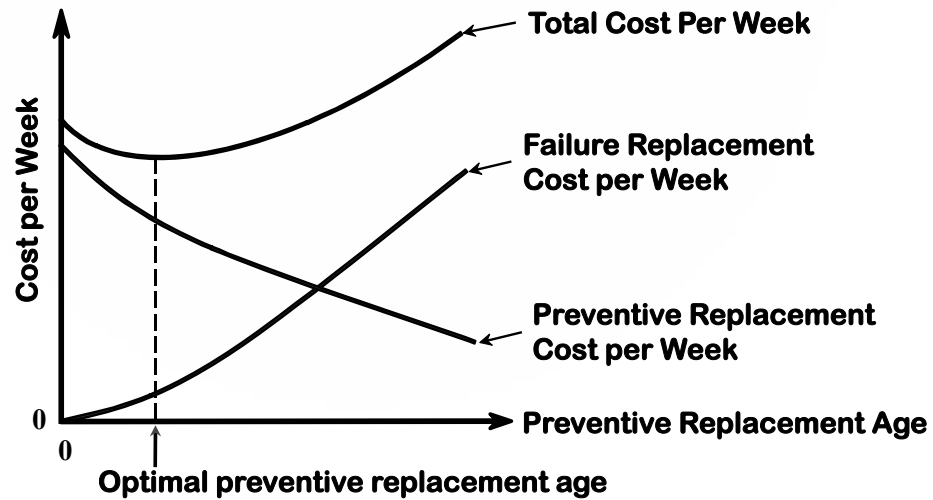 Total Cost Per Week
Failure Replacement
Cost per Week
Cost per Week
Preventive Replacement
Cost per Week
0
Preventive Replacement Age
0
Optimal preventive replacement age